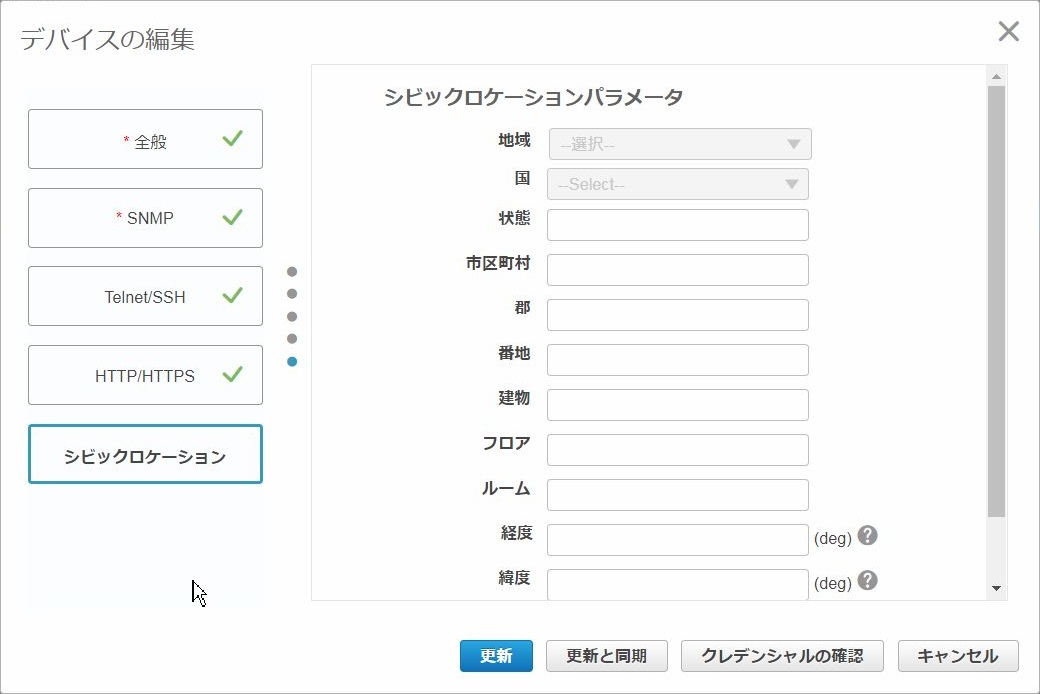 デバイスの編集
* 全般
* SNMP
Telnet/SSH
HTTP/HTTPS
シビックロケーション
シビックロケーションパラメータ
地域 --選択--
国 --Select--
状態
市区町村
郡
番地
建物
フロア
ルーム
経度 (deg) ?
緯度 (deg) ?
更新 更新と同期 クレデンシャルの確認 キャンセル